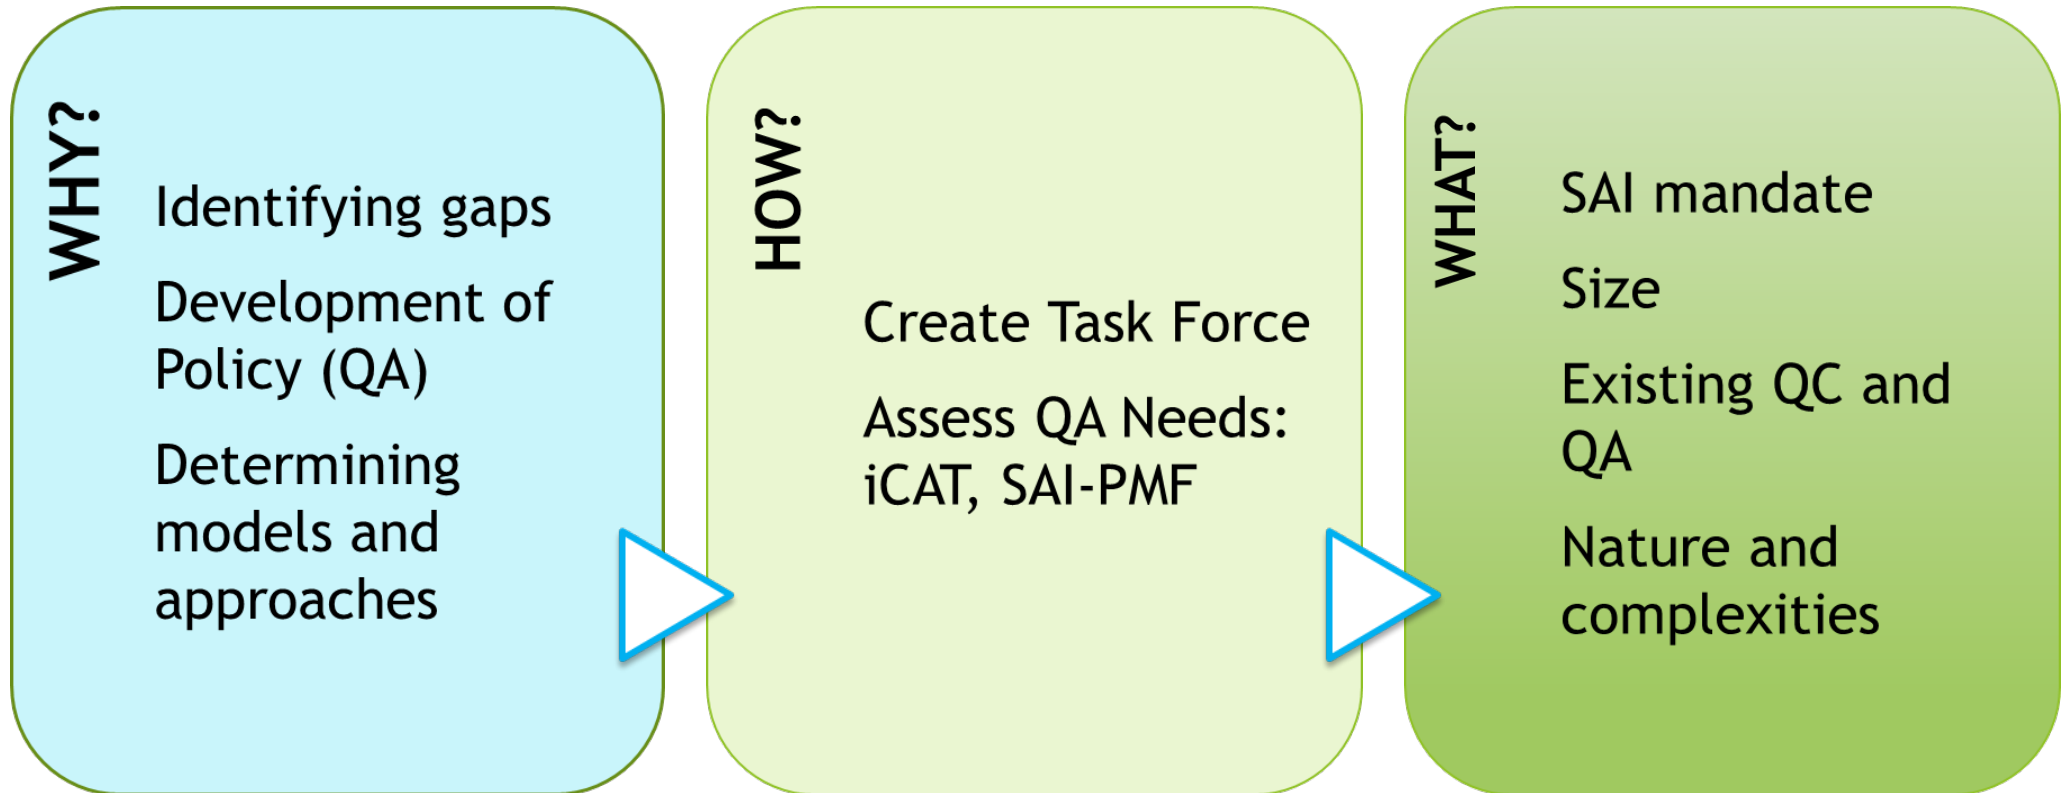 WHY?
Identifying gaps
Development of
Policy (QA)
Determining
models and
approaches
HOW?
Create Task Force
Assess QA Needs:
iCAT, SAI-PMF
WHAT?
SAI mandate
Size
Existing QC and
QA
Nature and
complexities